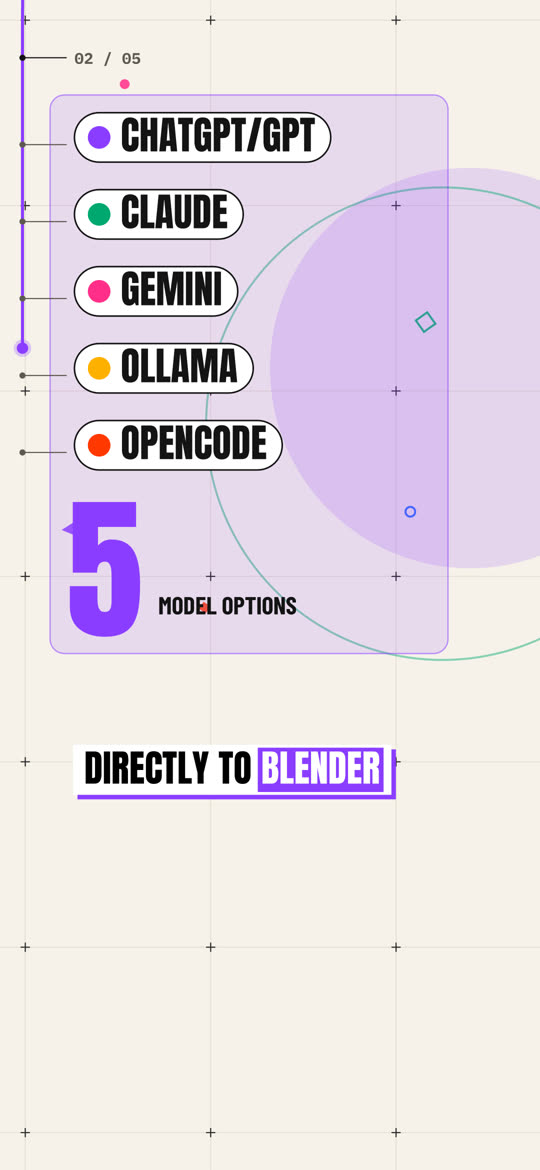 02 / 05
CHATGPT/GPT
CLAUDE
GEMINI
OLLAMA
OPENCODE
5
MODEL OPTIONS
DIRECTLY TO BLENDER